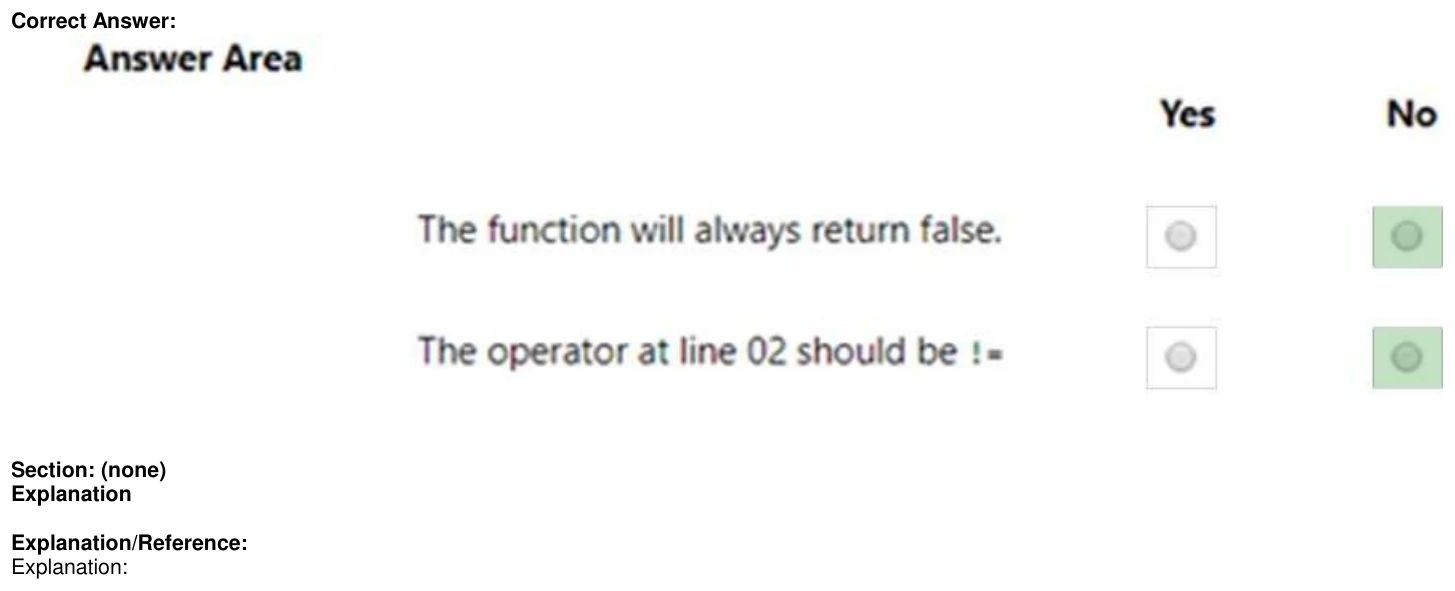 Correct Answer:
Answer Area
Yes No
The function will always return false.
The operator at line 02 should be !=
Section: (none)
Explanation
Explanation/Reference:
Explanation: